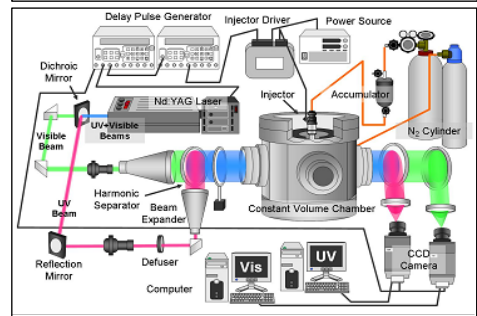 Delay Pulse Generator
Injector Driver
Power Source
Dichroic
Mirror
Nd:YAG Laser
Injector
Accumulator
Visible
Beam
UV+Visible
Beams
N2 Cylinder
UV
Beam
Harmonic
Separator
Beam
Expander
Constant Volume Chamber
Reflection
Mirror
Defuser
Computer
Vis
UV
CCD
Camera